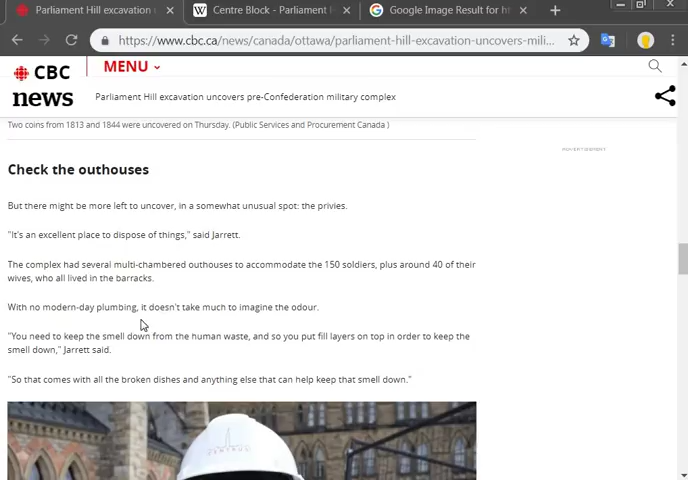 Parliament Hill excavation
Centre Block - Parliament
Google Image Result for
https://www.cbc.ca/news/canada/ottawa/parliament-hill-excavation-uncovers-mili...
CBC
MENU
news
Parliament Hill excavation uncovers pre-Confederation military complex
Two coins from 1813 and 1844 were uncovered on Thursday. (Public Services and Procurement Canada )
ADVERTISEMENT
Check the outhouses
But there might be more left to uncover, in a somewhat unusual spot: the privies.
"It's an excellent place to dispose of things," said Jarrett.
The complex had several multi-chambered outhouses to accommodate the 150 soldiers, plus around 40 of their
wives, who all lived in the barracks.
With no modern-day plumbing, it doesn't take much to imagine the odour.
"You need to keep the smell down from the human waste, and so you put fill layers on top in order to keep the
smell down," Jarrett said.
"So that comes with all the broken dishes and anything else that can help keep that smell down."